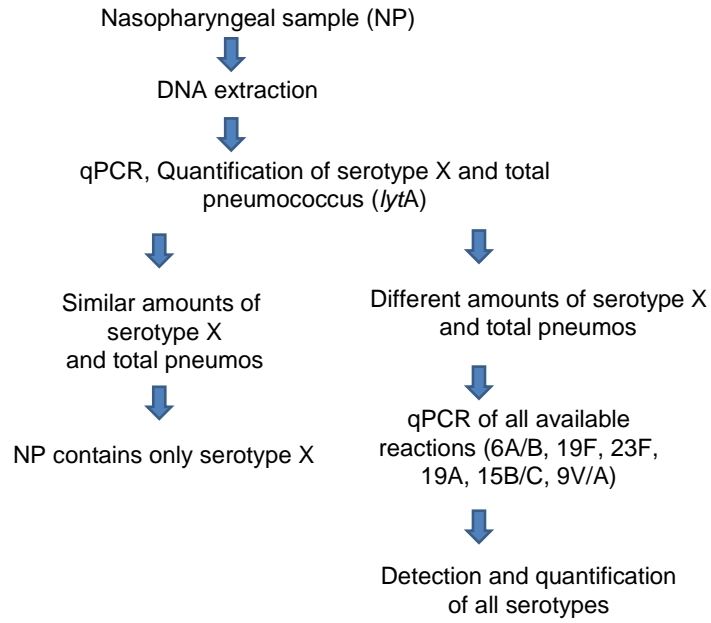 Nasopharyngeal sample (NP)
DNA extraction
qPCR, Quantification of serotype X and total
pneumococcus (lytA)
Similar amounts of
serotype X
and total pneumos
NP contains only serotype X
Different amounts of serotype X
and total pneumos
qPCR of all available
reactions (6A/B, 19F, 23F,
19A, 15B/C, 9V/A)
Detection and quantification
of all serotypes